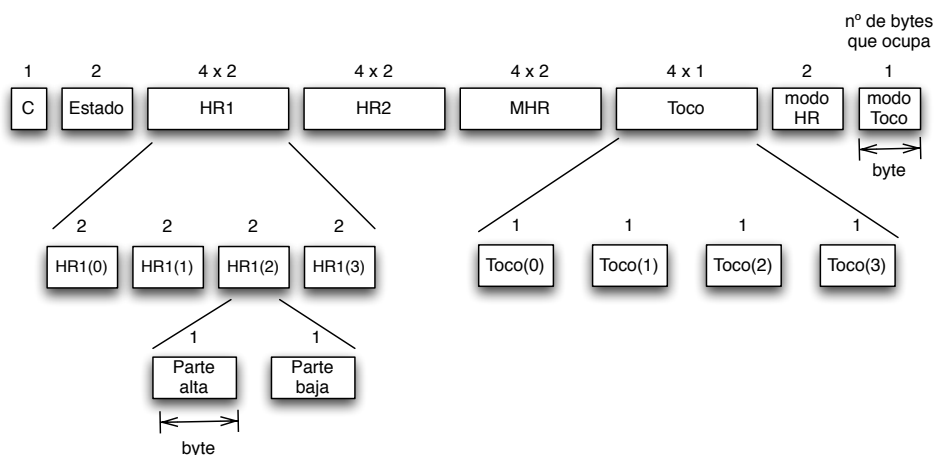 nº de bytes
que ocupa
1 2 4 x 2 4 x 2 4 x 2 4 x 1 2 1
C Estado HR1 HR2 MHR Toco modo HR modo Toco
byte
2 2 2 2 1 1 1 1
HR1(0) HR1(1) HR1(2) HR1(3) Toco(0) Toco(1) Toco(2) Toco(3)
1 1
Parte alta Parte baja
byte